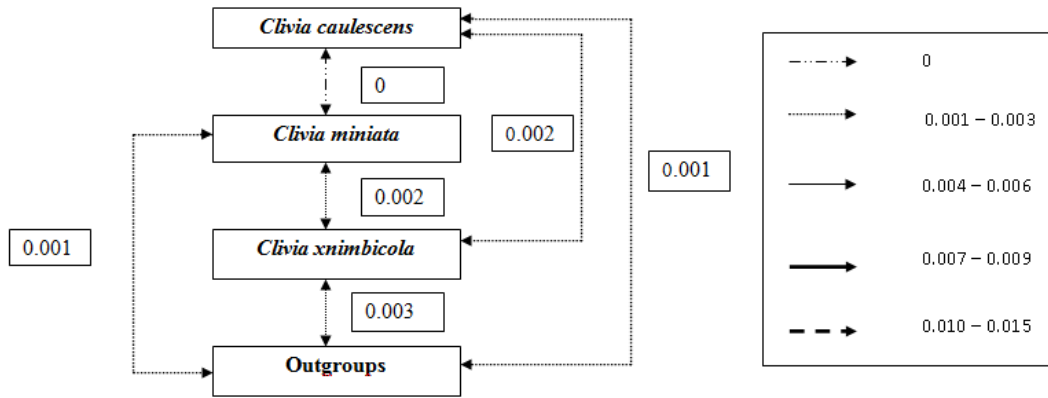 Clivia caulescens
0
Clivia miniata
0.002
0.002
0.001
Clivia xnimbicola
0.001
0.003
Outgroups
0
0.001 – 0.003
0.004 – 0.006
0.007 – 0.009
0.010 – 0.015